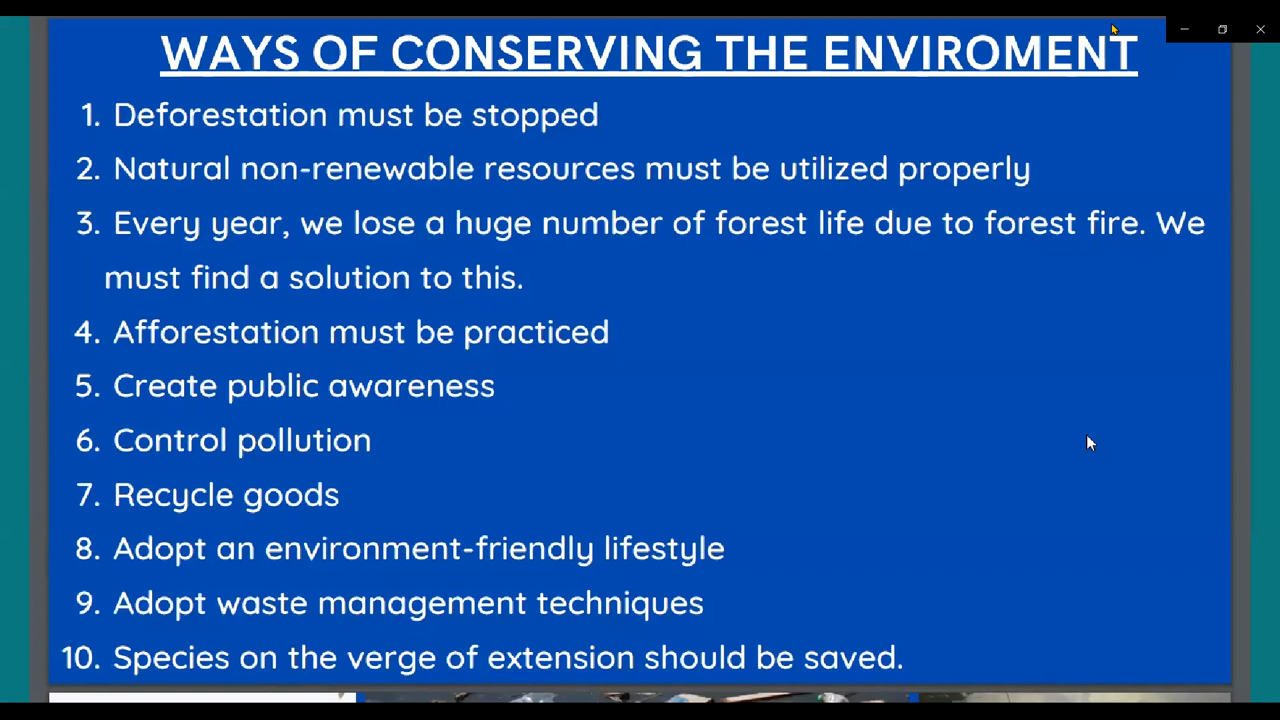 WAYS OF CONSERVING THE ENVIROMENT
1. Deforestation must be stopped
2. Natural non-renewable resources must be utilized properly
3. Every year, we lose a huge number of forest life due to forest fire. We
must find a solution to this.
4. Afforestation must be practiced
5. Create public awareness
6. Control pollution
7. Recycle goods
8. Adopt an environment-friendly lifestyle
9. Adopt waste management techniques
10. Species on the verge of extension should be saved.